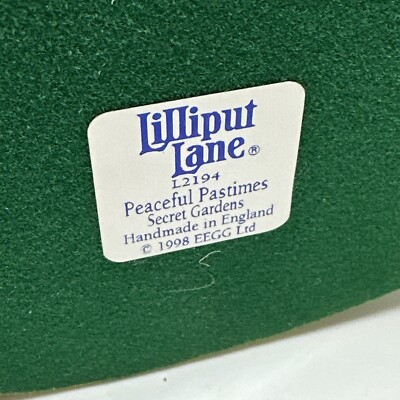 Lilliput
Lane®
L2194
Peaceful Pastimes
Secret Gardens
Handmade in England
© 1998 EEGG Ltd